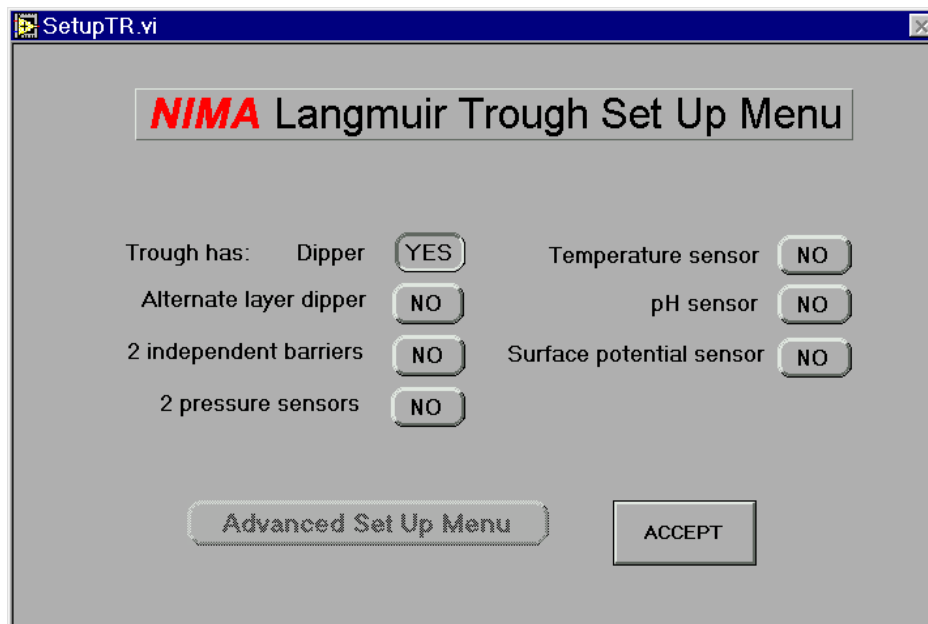 SetupTR.vi
NIMA Langmuir Trough Set Up Menu
Trough has: Dipper YES
Alternate layer dipper NO
2 independent barriers NO
2 pressure sensors NO
Temperature sensor NO
pH sensor NO
Surface potential sensor NO
Advanced Set Up Menu
ACCEPT